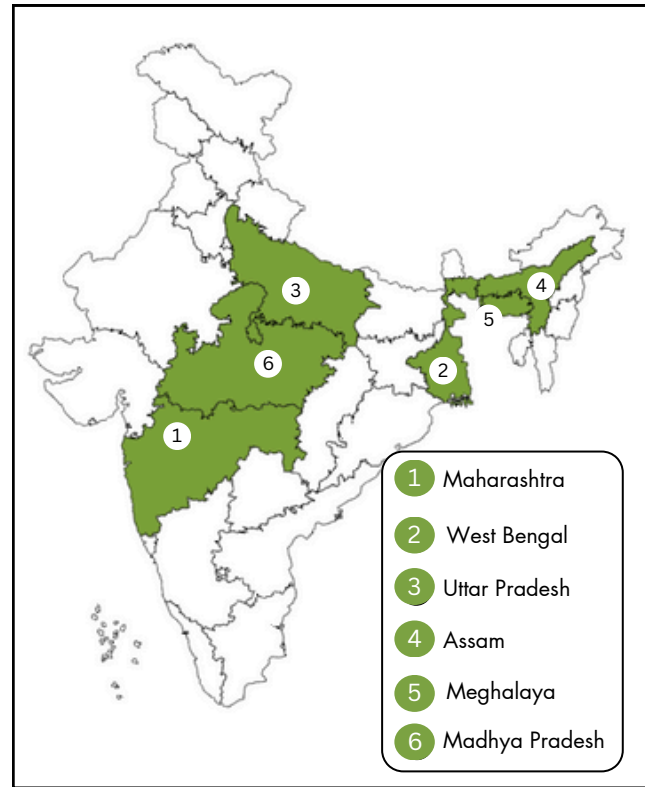 3
4
5
6
2
1
1 Maharashtra
2 West Bengal
3 Uttar Pradesh
4 Assam
5 Meghalaya
6 Madhya Pradesh